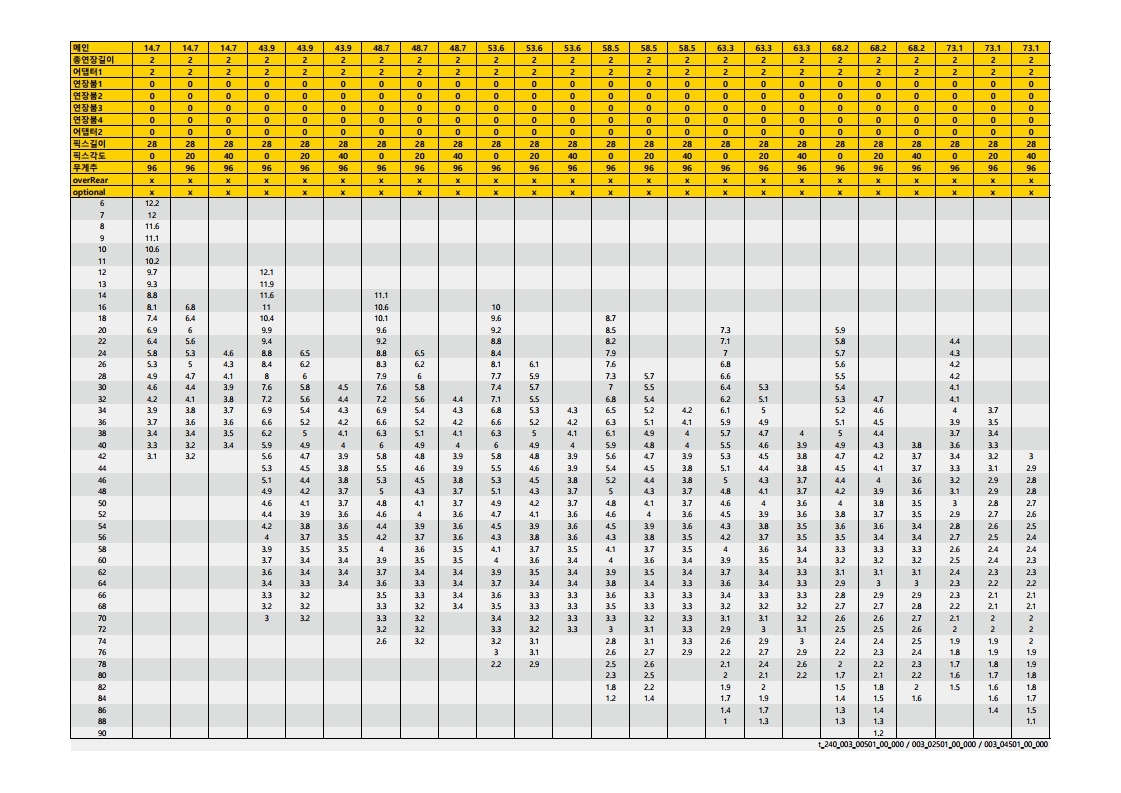 메인 14.7 14.7 14.7 43.9 43.9 43.9 48.7 48.7 48.7 53.6 53.6 53.6 58.5 58.5 58.5 63.3 63.3 63.3 68.2 68.2 68.2 73.1 73.1 73.1
총연장길이 2 2 2 2 2 2 2 2 2 2 2 2 2 2 2 2 2 2 2 2 2 2 2 2
어댑터1 2 2 2 2 2 2 2 2 2 2 2 2 2 2 2 2 2 2 2 2 2 2 2 2
연장붐1 0 0 0 0 0 0 0 0 0 0 0 0 0 0 0 0 0 0 0 0 0 0 0 0
연장붐2 0 0 0 0 0 0 0 0 0 0 0 0 0 0 0 0 0 0 0 0 0 0 0 0
연장붐3 0 0 0 0 0 0 0 0 0 0 0 0 0 0 0 0 0 0 0 0 0 0 0 0
연장붐4 0 0 0 0 0 0 0 0 0 0 0 0 0 0 0 0 0 0 0 0 0 0 0 0
어댑터2 0 0 0 0 0 0 0 0 0 0 0 0 0 0 0 0 0 0 0 0 0 0 0 0
픽스길이 28 28 28 28 28 28 28 28 28 28 28 28 28 28 28 28 28 28 28 28 28 28 28 28
픽스각도 0 20 40 0 20 40 0 20 40 0 20 40 0 20 40 0 20 40 0 20 40 0 20 40
무게추 96 96 96 96 96 96 96 96 96 96 96 96 96 96 96 96 96 96 96 96 96 96 96 96
overRear x x x x x x x x x x x x x x x x x x x x x x x x
optional x x x x x x x x x x x x x x x x x x x x x x x x
6 12.2
7 12
8 11.6
9 11.1
10 10.6
11 10.2
12 9.7 12.1
13 9.3 11.9
14 8.8 11.6 11.1
16 8.1 6.8 11 10.6 10
18 7.4 6.4 10.4 10.1 9.6 8.7
20 6.9 6 9.9 9.6 9.2 8.5 7.3 5.9
22 6.4 5.6 9.4 9.2 8.8 8.2 7.1 5.8 4.4
24 5.8 5.3 4.6 8.8 6.5 8.8 6.5 8.4 7.9 7 5.7 4.3
26 5.3 5 4.3 8.4 6.2 8.3 6.2 8.1 6.1 7.6 6.8 5.6 4.2
28 4.9 4.7 4.1 8 6 7.9 6 7.7 5.9 7.3 5.7 6.6 5.5 4.2
30 4.6 4.4 3.9 7.6 5.8 4.5 7.6 5.8 7.4 5.7 7 5.5 6.4 5.3 5.4 4.1
32 4.2 4.1 3.8 7.2 5.6 4.4 7.2 5.6 4.4 7.1 5.5 6.8 5.4 6.2 5.1 5.3 4.7 4.1
34 3.9 3.8 3.7 6.9 5.4 4.3 6.9 5.4 4.3 6.8 5.3 4.3 6.5 5.2 4.2 6.1 5 5.2 4.6 4 3.7
36 3.7 3.6 3.6 6.6 5.2 4.2 6.6 5.2 4.2 6.6 5.2 4.2 6.3 5.1 4.1 5.9 4.9 5.1 4.5 3.9 3.5
38 3.4 3.4 3.5 6.2 5 4.1 6.3 5.1 4.1 6.3 5 4.1 6.1 4.9 4 5.7 4.7 4 5 4.4 3.7 3.4
40 3.3 3.2 3.4 5.9 4.9 4 6 4.9 4 6 4.9 4 5.9 4.8 4 5.5 4.6 3.9 4.9 4.3 3.8 3.6 3.3
42 3.1 3.2 5.6 4.7 3.9 5.8 4.8 3.9 5.8 4.8 3.9 5.6 4.7 3.9 5.3 4.5 3.8 4.7 4.2 3.7 3.4 3.2 3
44 5.3 4.5 3.8 5.5 4.6 3.9 5.5 4.6 3.9 5.4 4.5 3.8 5.1 4.4 3.8 4.5 4.1 3.7 3.3 3.1 2.9
46 5.1 4.4 3.8 5.3 4.5 3.8 5.3 4.5 3.8 5.2 4.4 3.8 5 4.3 3.8 4.4 4 3.6 3.2 2.9 2.8
48 4.9 4.2 3.7 5 4.3 3.7 5.1 4.3 3.7 5 4.3 3.7 4.8 4.1 3.7 4.2 3.9 3.6 3.1 2.9 2.8
50 4.6 4.1 3.7 4.8 4.1 3.7 4.9 4.2 3.7 4.8 4.1 3.7 4.6 4 3.6 4 3.8 3.5 3 2.8 2.7
52 4.4 3.9 3.6 4.6 4 3.6 4.7 4.1 3.6 4.6 4 3.6 4.5 3.9 3.6 3.8 3.7 3.5 2.9 2.7 2.6
54 4.2 3.8 3.6 4.4 3.9 3.6 4.5 3.9 3.6 4.5 3.9 3.6 4.3 3.8 3.5 3.6 3.6 3.4 2.8 2.6 2.5
56 4 3.7 3.5 4.2 3.7 3.6 4.3 3.8 3.6 4.3 3.8 3.5 4.2 3.7 3.5 3.5 3.4 3.4 2.7 2.5 2.4
58 3.9 3.5 3.5 4 3.6 3.5 4.1 3.7 3.5 4.1 3.7 3.5 4 3.6 3.4 3.3 3.3 3.3 2.6 2.4 2.4
60 3.7 3.4 3.4 3.9 3.5 3.5 4 3.6 3.4 4 3.6 3.4 3.9 3.5 3.4 3.2 3.2 3.2 2.5 2.4 2.3
62 3.6 3.4 3.4 3.7 3.4 3.4 3.9 3.5 3.4 3.9 3.5 3.4 3.7 3.4 3.3 3.1 3.1 3.1 2.4 2.3 2.3
64 3.4 3.3 3.4 3.6 3.3 3.4 3.7 3.4 3.4 3.8 3.4 3.3 3.6 3.3 3.3 2.9 3 3 2.3 2.2 2.2
66 3.3 3.2 3.5 3.3 3.4 3.6 3.3 3.3 3.6 3.3 3.3 3.4 3.3 3.3 2.8 2.9 2.9 2.3 2.1 2.1
68 3.2 3.2 3.4 3.2 3.4 3.5 3.3 3.3 3.5 3.3 3.3 3.2 3.2 3.2 2.7 2.7 2.8 2.2 2.1 2.1
70 3 3.2 3.3 3.2 3.4 3.2 3.3 3.3 3.2 3.3 3.1 3.1 3.2 2.6 2.6 2.7 2.1 2 2
72 3.2 3.2 3.3 3.2 3.3 3 3.1 3.3 2.9 3 3.1 2.5 2.5 2.6 2 2 2
74 2.6 3.2 3.2 3.1 2.8 3.1 3.3 2.6 2.9 3 2.4 2.4 2.5 1.9 1.9 2
76 3 3.1 2.6 2.7 2.9 2.2 2.7 2.9 2.2 2.3 2.4 1.8 1.9 1.9
78 2.2 2.9 2.5 2.6 2.1 2.4 2.6 2 2.2 2.3 1.7 1.8 1.9
80 2.3 2.5 2 2.1 2.2 1.7 2.1 2.2 1.6 1.7 1.8
82 1.8 2.2 1.9 2 1.5 1.8 2 1.5 1.6 1.8
84 1.2 1.4 1.7 1.9 1.4 1.5 1.6 1.6 1.7
86 1.4 1.7 1.3 1.4 1.4 1.5
88 1 1.3 1.3 1.3 1.1
90 1.2
t_240_003_00501_00_000 / 003_02501_00_000 / 003_04501_00_000